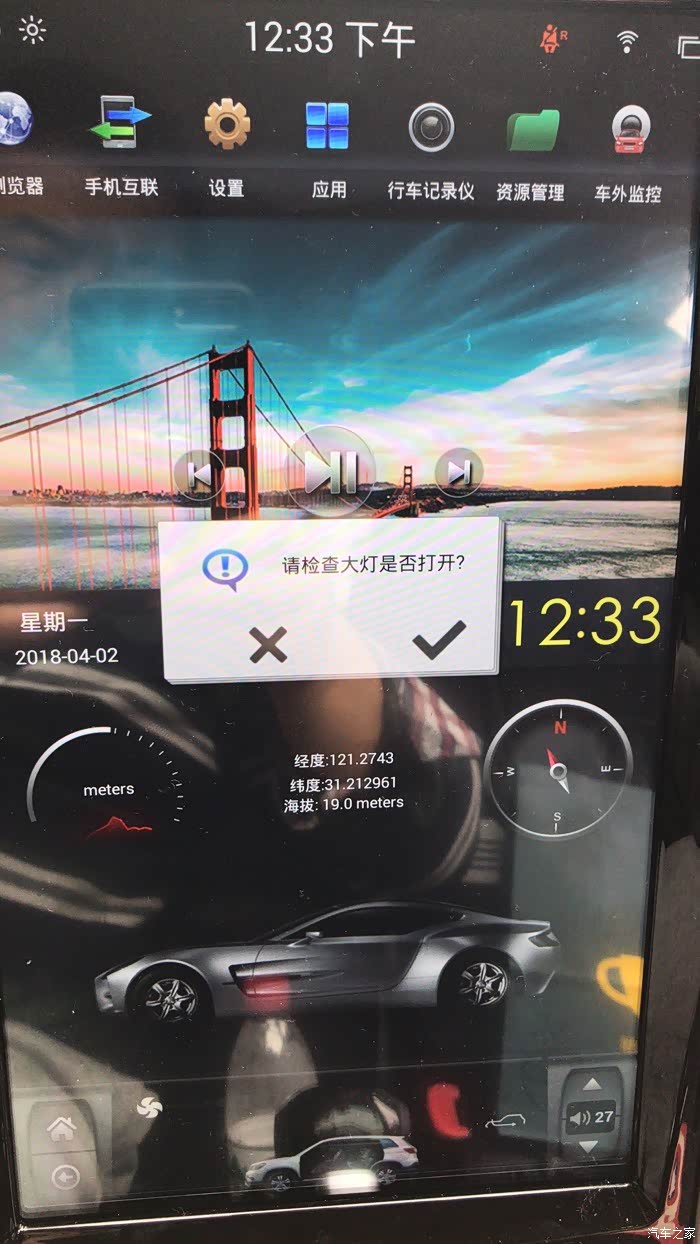 12:33 下午
R
浏览器
手机互联
设置
应用
行车记录仪
资源管理
车外监控
请检查大灯是否打开?
星期一
2018-04-02
12:33
meters
经度:121.2743
纬度:31.212961
海拔: 19.0 meters
N
W
E
S
27
汽车之家